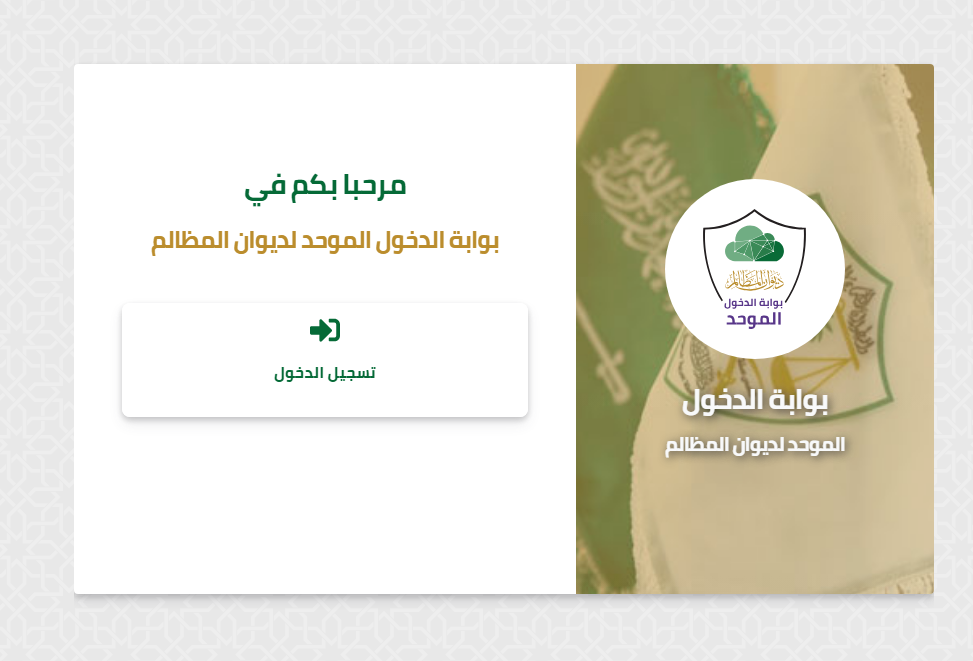 مرحبا بكم في
بوابة الدخول الموحد لديوان المظالم
تسجيل الدخول
ديوان المظالم
بوابة الدخول
الموحد
بوابة الدخول
الموحد لديوان المظالم